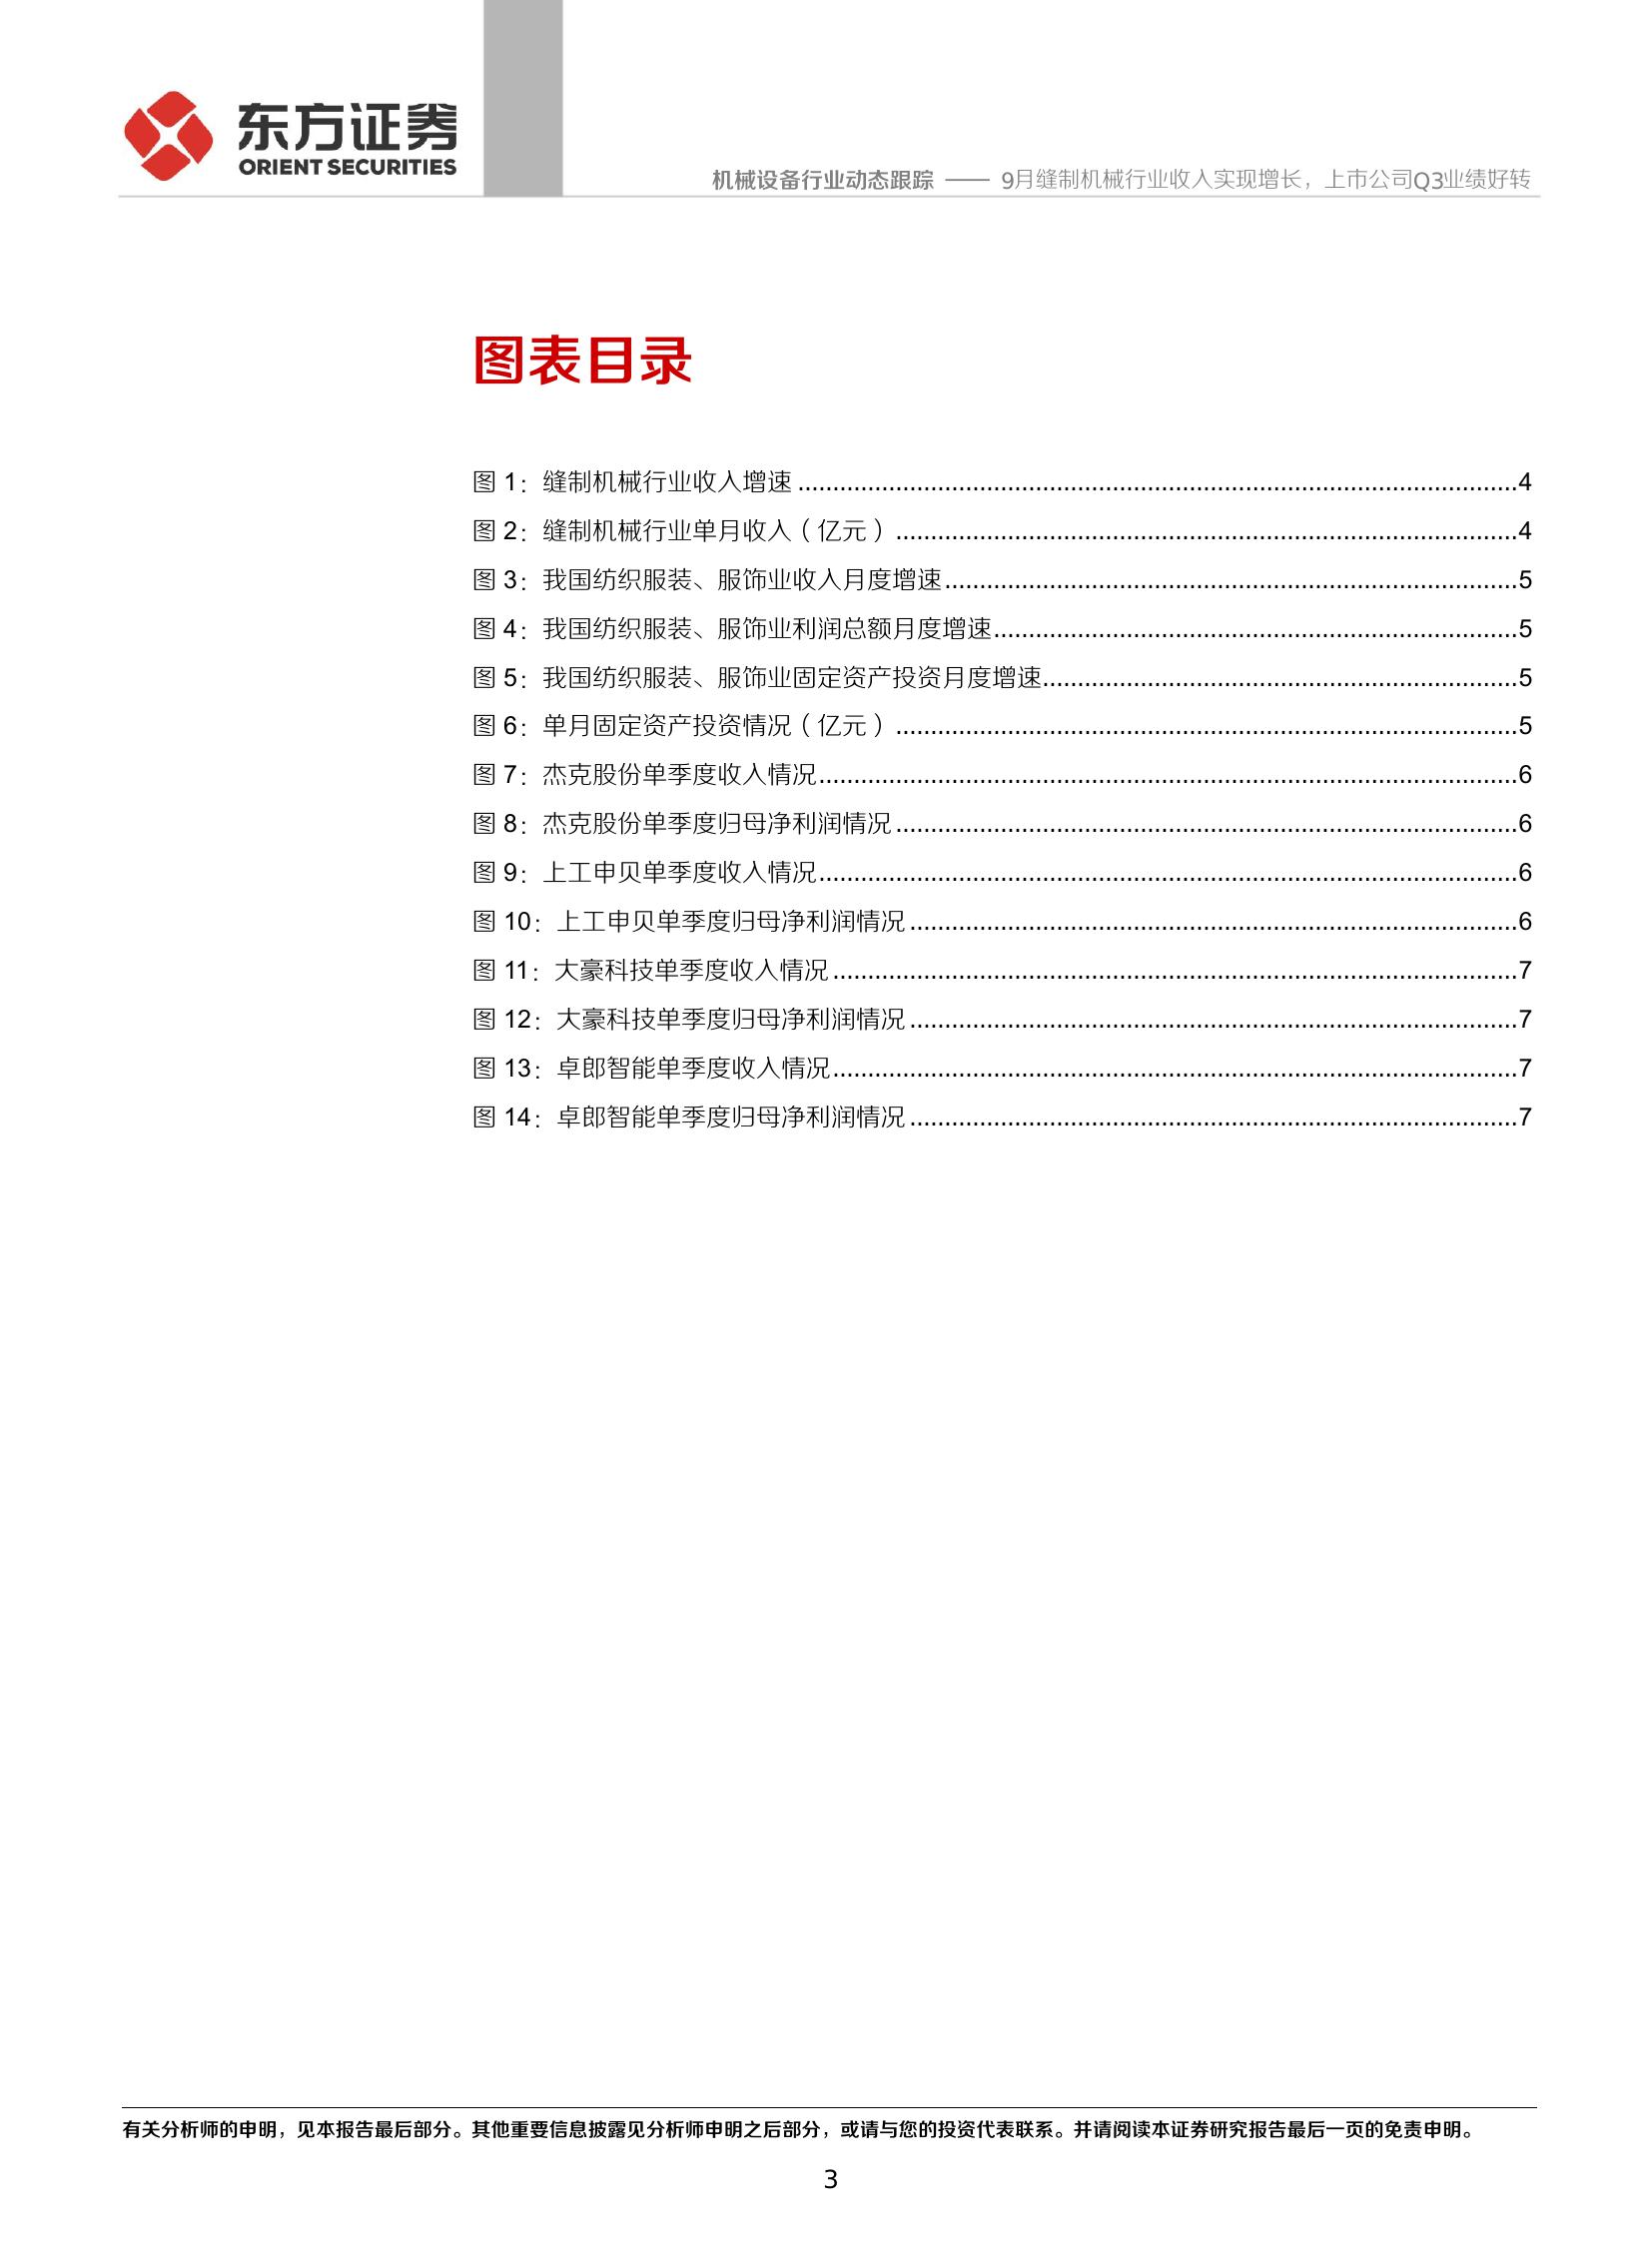 东方证券
ORIENT SECURITIES
机械设备行业动态跟踪 —— 9月缝制机械行业收入实现增长，上市公司Q3业绩好转
图表目录
图 1：缝制机械行业收入增速 ........................................................................................................4
图 2：缝制机械行业单月收入（亿元） ..........................................................................................4
图 3：我国纺织服装、服饰业收入月度增速...................................................................................5
图 4：我国纺织服装、服饰业利润总额月度增速............................................................................5
图 5：我国纺织服装、服饰业固定资产投资月度增速.....................................................................5
图 6：单月固定资产投资情况（亿元） ..........................................................................................5
图 7：杰克股份单季度收入情况.....................................................................................................6
图 8：杰克股份单季度归母净利润情况 ..........................................................................................6
图 9：上工申贝单季度收入情况.....................................................................................................6
图 10：上工申贝单季度归母净利润情况 ........................................................................................6
图 11：大豪科技单季度收入情况 ...................................................................................................7
图 12：大豪科技单季度归母净利润情况 ........................................................................................7
图 13：卓郎智能单季度收入情况...................................................................................................7
图 14：卓郎智能单季度归母净利润情况 ........................................................................................7
有关分析师的申明，见本报告最后部分。其他重要信息披露见分析师申明之后部分，或请与您的投资代表联系。并请阅读本证券研究报告最后一页的免责申明。
3